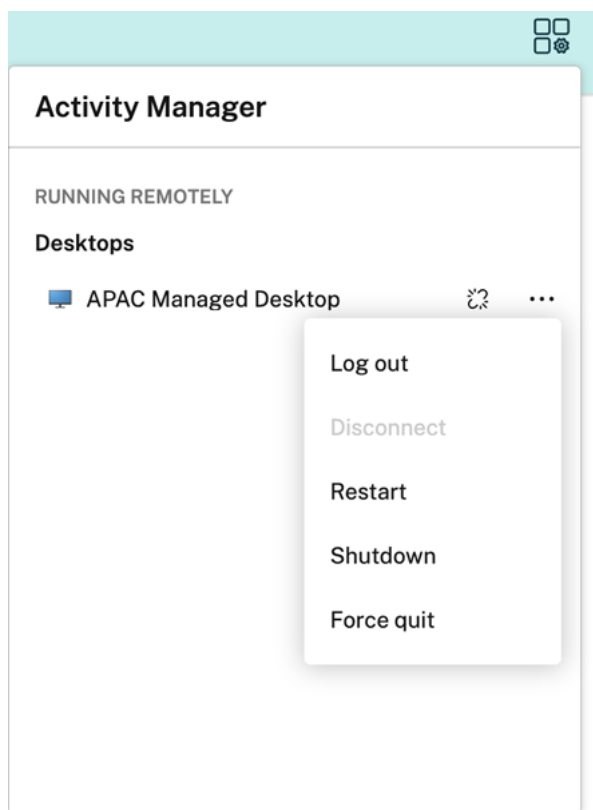 Activity Manager
RUNNING REMOTELY
Desktops
APAC Managed Desktop
Log out
Disconnect
Restart
Shutdown
Force quit